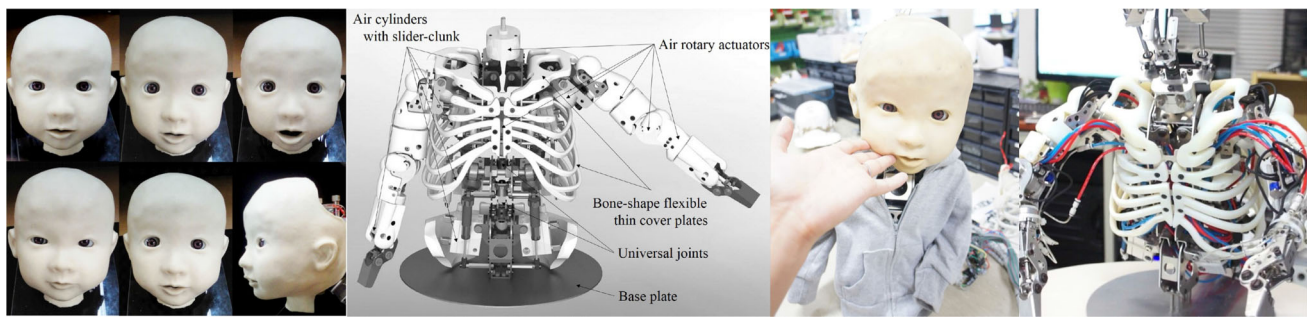 Air cylinders
with slider-clunk
Air rotary actuators
Bone-shape flexible
thin cover plates
Universal joints
Base plate